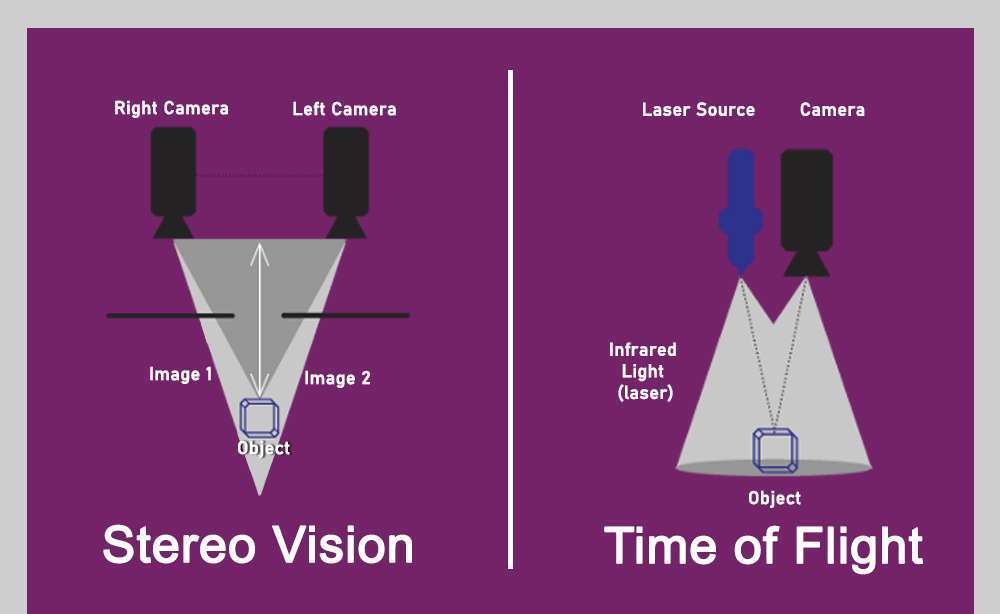 Right Camera
Left Camera
Image 1
Image 2
Object
Stereo Vision
Laser Source
Camera
Infrared
Light
(laser)
Object
Time of Flight